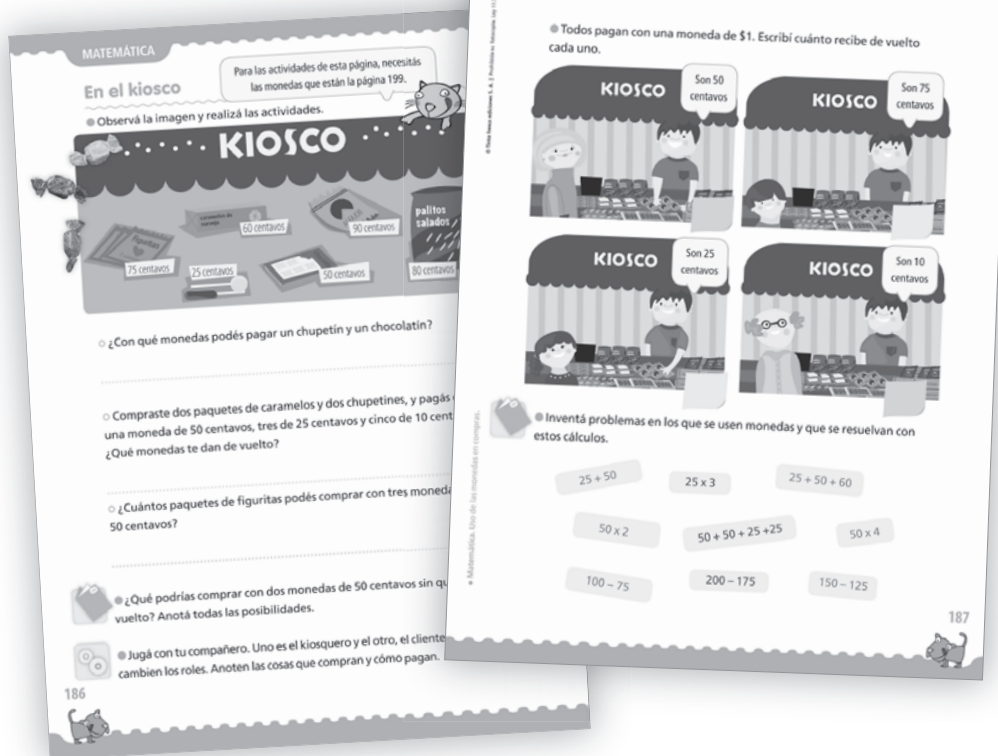 MATEMÁTICA
En el kiosco
Para las actividades de esta página, necesitás
las monedas que están la página 199.
Observá la imagen y realizá las actividades.
KIOSCO
caramelos de
naranja
60 centavos
90 centavos
palitos
salados
Figuritas
75 centavos
25 centavos
50 centavos
80 centavos
¿Con qué monedas podés pagar un chupetín y un chocolatín?
Compraste dos paquetes de caramelos y dos chupetines, y pagás
una moneda de 50 centavos, tres de 25 centavos y cinco de 10 cent
¿Qué monedas te dan de vuelto?
¿Cuántos paquetes de figuritas podés comprar con tres moneda
50 centavos?
¿Qué podrías comprar con dos monedas de 50 centavos sin qu
vuelto? Anotá todas las posibilidades.
Jugá con tu compañero. Uno es el kiosquero y el otro, el cliente
cambien los roles. Anoten las cosas que compran y cómo pagan.
186
Todos pagan con una moneda de $1. Escribí cuánto recibe de vuelto
cada uno.
KIOSCO
Son 50
centavos
KIOSCO
Son 75
centavos
KIOSCO
Son 25
centavos
KIOSCO
Son 10
centavos
Inventá problemas en los que se usen monedas y que se resuelvan con
estos cálculos.
25 + 50
25 x 3
25 + 50 + 60
50 x 2
50 + 50 + 25 +25
50 x 4
100 – 75
200 – 175
150 – 125
Matemática. Uso de las monedas en compras.
187